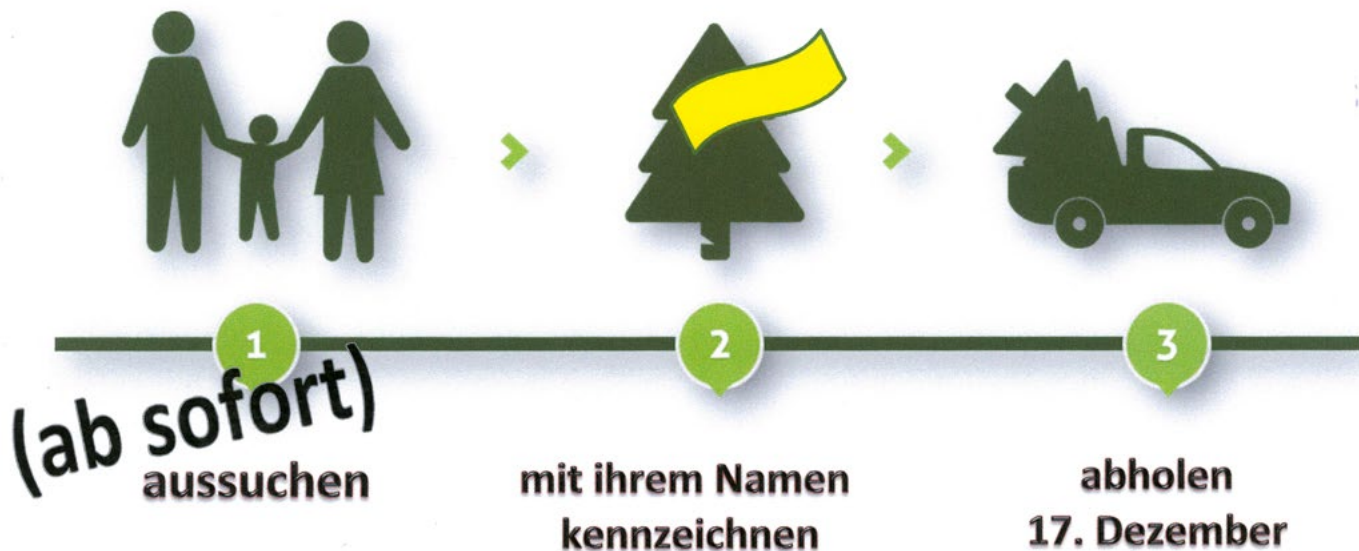 1
2
3
(ab sofort)
aussuchen
mit ihrem Namen
kennzeichnen
abholen
17. Dezember